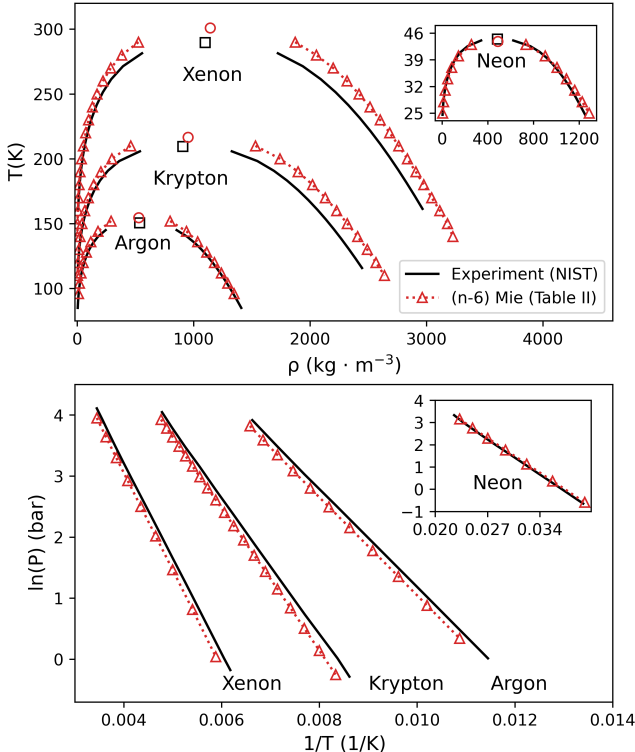 300
250
200
150
100
T(K)
Xenon
Krypton
Argon
46
39
32
25
Neon
0
400
800
1200
Experiment (NIST)
(n-6) Mie (Table II)
0
1000
2000
3000
4000
ρ (kg · m⁻³)
4
3
2
1
0
ln(P) (bar)
4
3
2
1
0
−1
Neon
0.020
0.027
0.034
Xenon
Krypton
Argon
0.004
0.006
0.008
0.010
0.012
0.014
1/T (1/K)